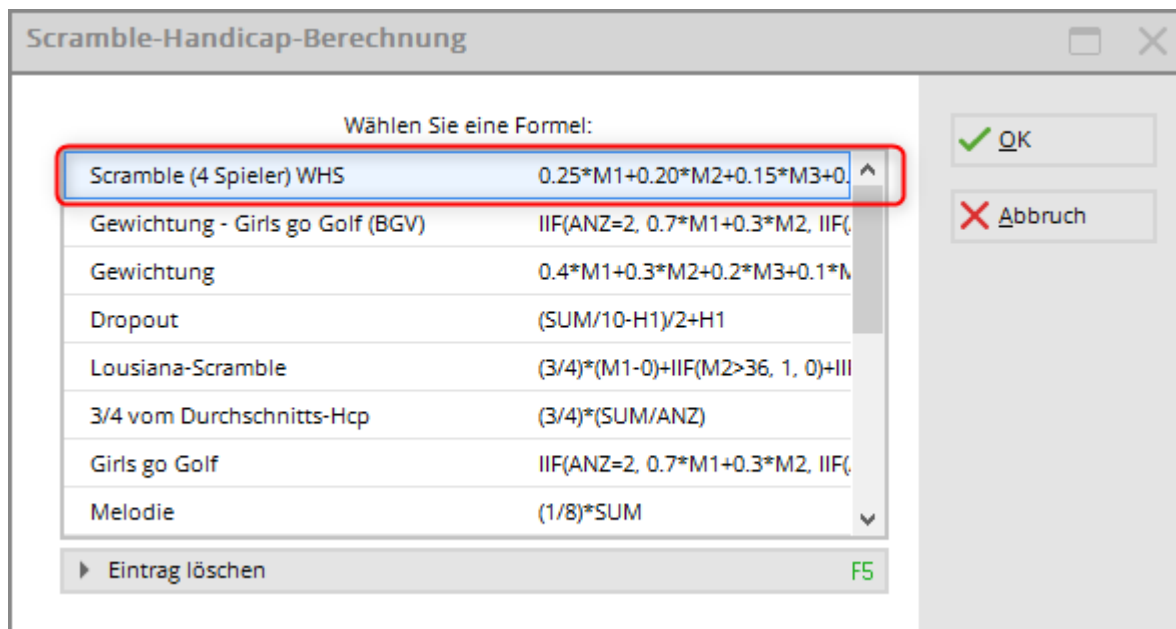 Scramble-Handicap-Berechnung
Wählen Sie eine Formel:
OK
Scramble (4 Spieler) WHS 0.25*M1+0.20*M2+0.15*M3+0.
Gewichtung - Girls go Golf (BGV) IIF(ANZ=2, 0.7*M1+0.3*M2, IIF(.
Abbruch
Gewichtung 0.4*M1+0.3*M2+0.2*M3+0.1*M
Dropout (SUM/10-H1)/2+H1
Lousiana-Scramble (3/4)*(M1-0)+IIF(M2>36, 1, 0)+III
3/4 vom Durchschnitts-Hcp (3/4)*(SUM/ANZ)
Girls go Golf IIF(ANZ=2, 0.7*M1+0.3*M2, IIF(.
Melodie (1/8)*SUM
Eintrag löschen F5